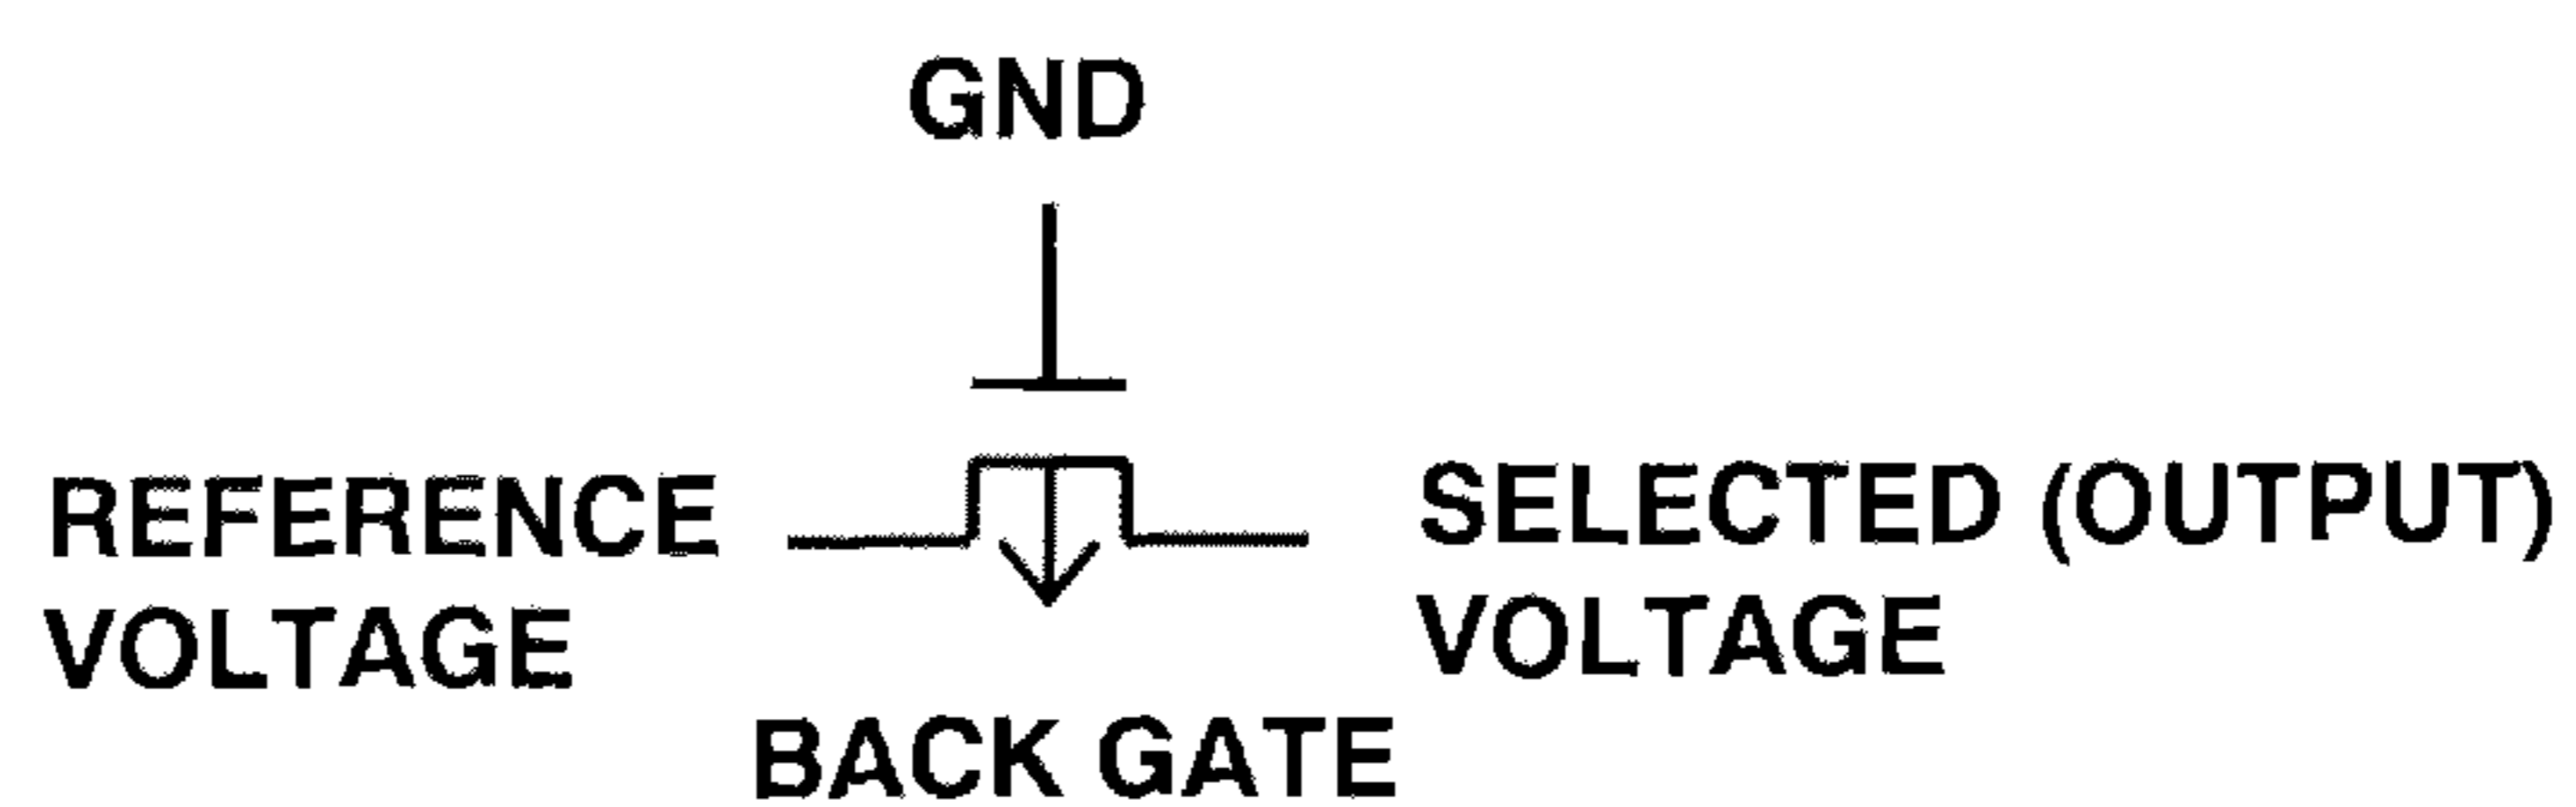 GND
REFERENCE
VOLTAGE
SELECTED (OUTPUT)
VOLTAGE
BACK GATE